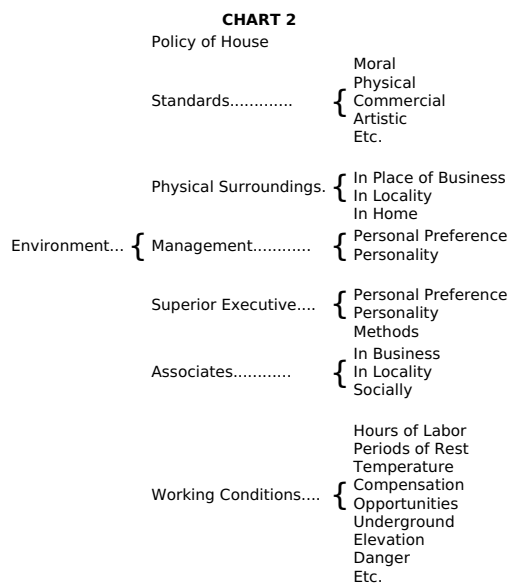 CHART 2
Policy of House
Moral
Physical
Standards............. { Commercial
Artistic
Etc.
Physical Surroundings. { In Place of Business
In Locality
In Home
Environment... { Management............ { Personal Preference
Personality
Superior Executive.... { Personal Preference
Personality
Methods
In Business
Associates............ { In Locality
Socially
Hours of Labor
Periods of Rest
Temperature
Working Conditions.... { Compensation
Opportunities
Underground
Elevation
Danger
Etc.